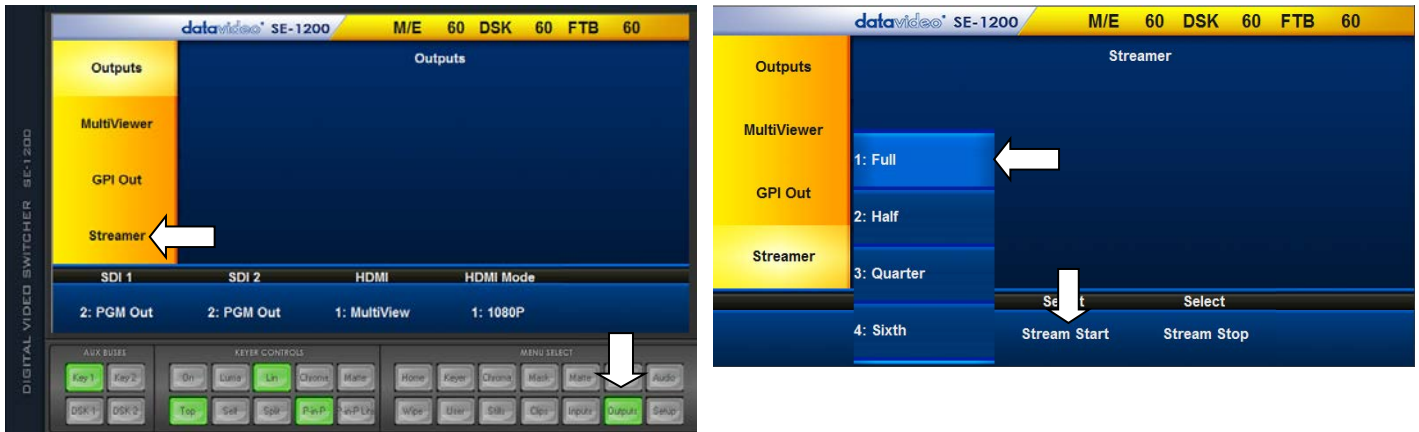 datavideo SE-1200 M/E 60 DSK 60 FTB 60
Outputs
Outputs
MultiViewer
GPI Out
Streamer
SDI 1 SDI 2 HDMI HDMI Mode
2: PGM Out 2: PGM Out 1: MultiView 1: 1080P
DIGITAL VIDEO SWITCHER SE-1200
AUX BUSES KEYER CONTROLS MENU SELECT
Key 1 Key 2 On Luma Lin Chroma Matte Home Keyer Chroma Mask Matte Audio
DSK 1 DSK 2 Top Self Split P-in-P Wipe User Stills Clips Inputs Outputs Setup
datavideo SE-1200 M/E 60 DSK 60 FTB 60
Streamer
Outputs
MultiViewer
GPI Out
Streamer
1: Full
2: Half
3: Quarter
4: Sixth
Select
Stream Start Stream Stop